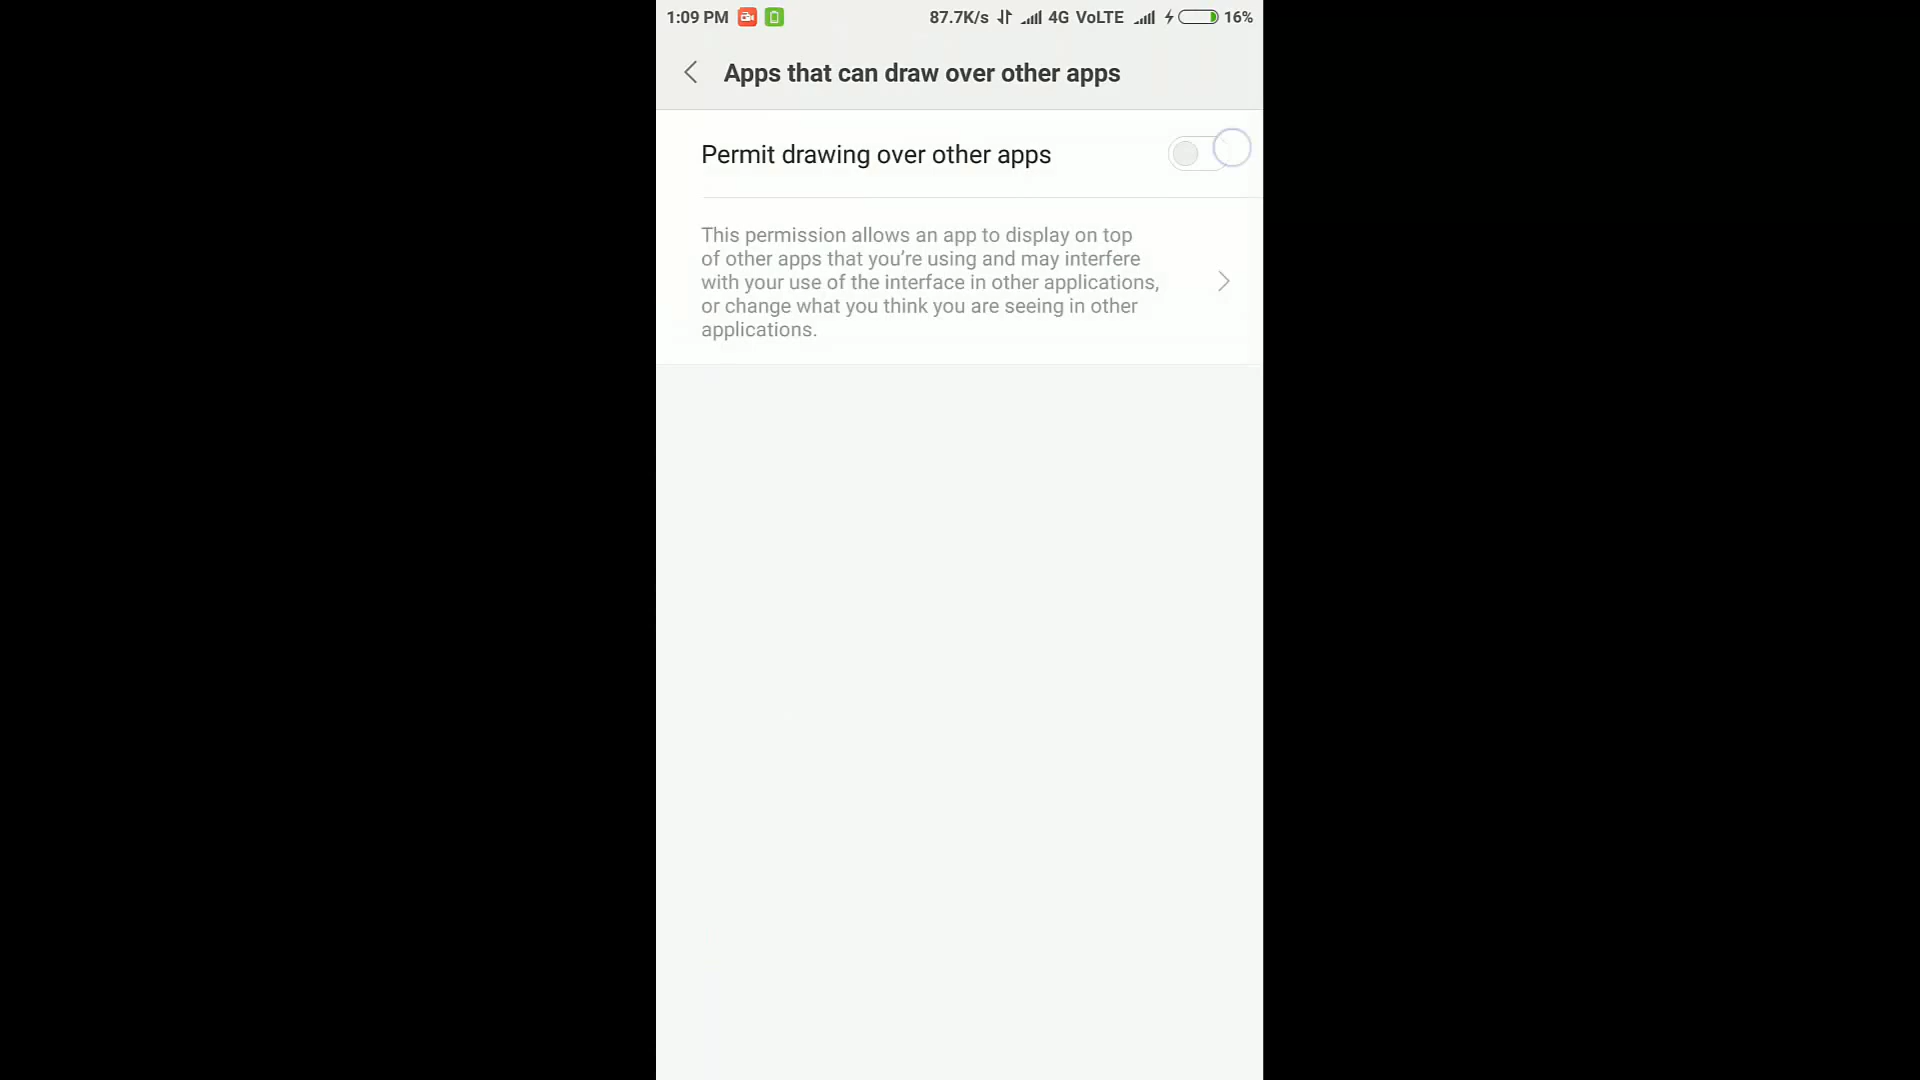 1:09 PM 87.7K/s 4G VoLTE 16%
Apps that can draw over other apps
Permit drawing over other apps
This permission allows an app to display on top
of other apps that you’re using and may interfere
with your use of the interface in other applications,
or change what you think you are seeing in other
applications.